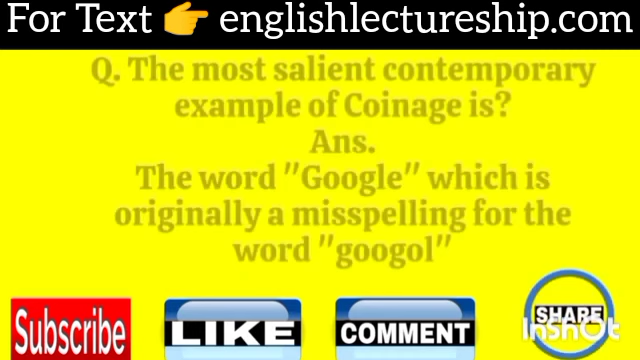 For Text 👉 englishlectureship.com
Q. The most salient contemporary
example of Coinage is?
Ans.
The word "Google" which is
originally a misspelling for the
word "googol"
Subscribe
LIKE
COMMENT
SHARE
InShOt